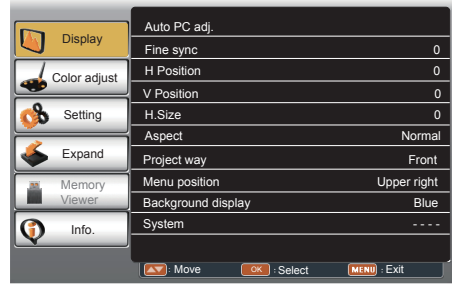 Display
Color adjust
Setting
Expand
Memory
Viewer
Info.
Auto PC adj.
Fine sync 0
H Position 0
V Position 0
H.Size 0
Aspect Normal
Project way Front
Menu position Upper right
Background display Blue
System - - - -
▲▼ : Move OK : Select MENU : Exit